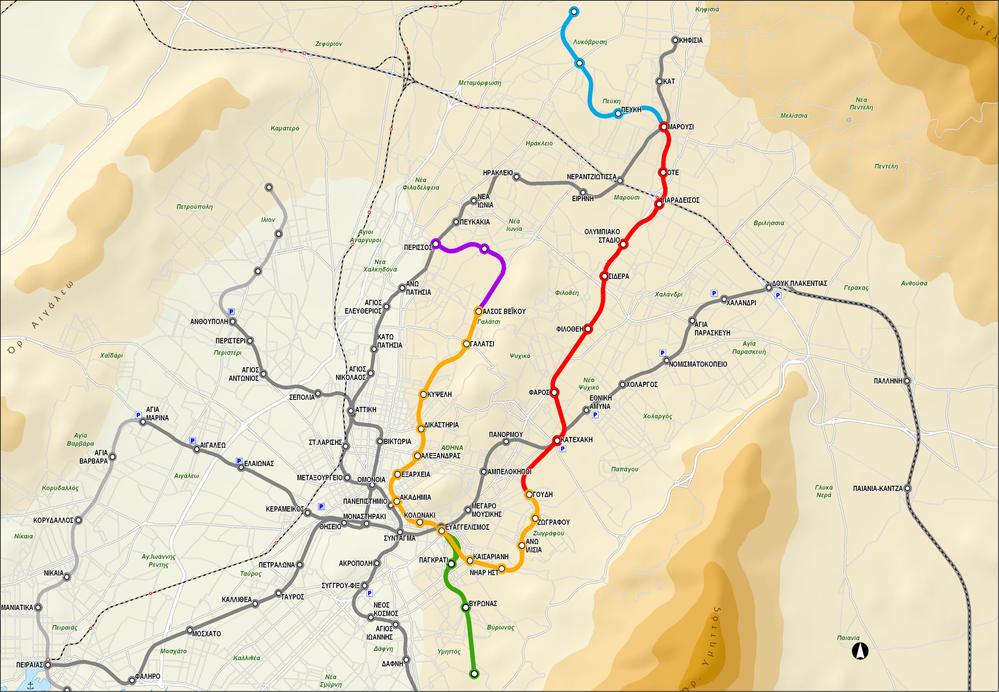 Κηφισιά
Πεντέλ
ΚΗΦΙΣΙΑ
Λυκόβρυση
Ζεφύριον
ΚΑΤ
Μεταμόρφωση
Πεύκη
ΠΕΥΚΗ
Νέα
Πεντέλη
Μελίσσια
ΜΑΡΟΥΣΙ
Καματερό
Ηράκλειο
Πεντέλη
ΗΡΑΚΛΕΙΟ
ΝΕΡΑΝΤΖΙΩΤΙΣΣΑ
ΟΤΕ
Νέα
Φιλαδέλφεια
ΕΙΡΗΝΗ
Μαρούσι
ΠΑΡΑΔΕΙΣΟΣ
ΝΕΑ
ΙΩΝΙΑ
Πετρούπολη
Ιλιον
ΠΕΥΚΑΚΙΑ
Νέα
Ιωνία
Βριλήσσια
Αγιοι
Ανάργυροι
ΟΛΥΜΠΙΑΚΟ
ΣΤΑΔΙΟ
ΠΕΡΙΣΣΟΣ
Νέα
Χαλκηδόνα
ΣΙΔΕΡΑ
Όρ. Αιγάλεω
ΑΝΩ
ΠΑΤΗΣΙΑ
Φιλοθέη
Χαλάνδρι
P
ΔΟΥΚ.ΠΛΑΚΕΝΤΙΑΣ
P
Γερακας
Ανθούσα
ΧΑΛΑΝΔΡΙ
ΑΓΙΟΣ
ΕΛΕΥΘΕΡΙΟΣ
P
ΑΝΘΟΥΠΟΛΗ
ΑΛΣΟΣ ΒΕΪΚΟΥ
Γαλάτσι
ΦΙΛΟΘΕΗ
ΑΓΙΑ
ΠΑΡΑΣΚΕΥΗ
ΠΕΡΙΣΤΕΡΙ
Περιστέρι
ΚΑΤΩ
ΠΑΤΗΣΙΑ
ΓΑΛΑΤΣΙ
Αγία
Παρασκευή
Χαϊδάρι
Ψυχικό
P
ΝΟΜΙΣΜΑΤΟΚΟΠΕΙΟ
ΑΓΙΟΣ
ΑΝΤΩΝΙΟΣ
ΑΓΙΟΣ
ΝΙΚΟΛΑΟΣ
Νέο
Ψυχικό
ΧΟΛΑΡΓΟΣ
ΠΑΛΛΗΝΗ
ΣΕΠΟΛΙΑ
ΚΥΨΕΛΗ
ΦΑΡΟΣ
ΕΘΝΙΚΗ
ΑΜΥΝΑ
P
P
ΑΓΙΑ
ΜΑΡΙΝΑ
ΑΤΤΙΚΗ
Χολαργός
ΔΙΚΑΣΤΗΡΙΑ
Αγία
Βαρβάρα
P
ΑΙΓΑΛΕΩ
ΣΤ.ΛΑΡΙΣΗΣ
ΒΙΚΤΩΡΙΑ
ΑΘΗΝΑ
ΠΑΝΟΡΜΟΥ
ΚΑΤΕΧΑΚΗ
P
ΑΓΙΑ
ΒΑΡΒΑΡΑ
P
ΕΛΑΙΩΝΑΣ
ΑΛΕΞΑΝΔΡΑΣ
Αιγάλεω
ΜΕΤΑΞΟΥΡΓΕΙΟ
ΟΜΟΝΟΙΑ
ΕΞΑΡΧΕΙΑ
ΑΜΠΕΛΟΚΗΠΟΙ
Παπάγου
Κορυδαλλός
ΓΟΥΔΗ
Γλυκά
Νερά
ΠΑΙΑΝΙΑ-ΚΑΝΤΖΑ
ΑΚΑΔΗΜΙΑ
ΠΑΝΕΠΙΣΤΗΜΙΟ
ΚΕΡΑΜΕΙΚΟΣ
P
ΜΕΓΑΡΟ
ΜΟΥΣΙΚΗΣ
ΚΟΡΥΔΑΛΛΟΣ
ΜΟΝΑΣΤΗΡΑΚΙ
ΚΟΛΩΝΑΚΙ
ΘΗΣΕΙΟ
ΕΥΑΓΓΕΛΙΣΜΟΣ
ΖΩΓΡΑΦΟΥ
Ζωγράφου
Νίκαια
ΣΥΝΤΑΓΜΑ
ΑΝΩ
ΙΛΙΣΙΑ
Αγ.Ιωάννης
Ρέντης
ΠΕΤΡΑΛΩΝΑ
ΑΚΡΟΠΟΛΗ
ΠΑΓΚΡΑΤΙ
ΚΑΙΣΑΡΙΑΝΗ
ΝΗΑΡ ΗΣΤ
ΝΙΚΑΙΑ
Ταύρος
ΣΥΓΓΡΟΥ-ΦΙΞ
P
ΤΑΥΡΟΣ
ΚΑΛΛΙΘΕΑ
ΜΑΝΙΑΤΙΚΑ
ΝΕΟΣ
ΚΟΣΜΟΣ
ΒΥΡΩΝΑΣ
Βύρωνας
Πειραιάς
ΜΟΣΧΑΤΟ
ΑΓΙΟΣ
ΙΩΑΝΝΗΣ
Παιανία
Μοσχάτο
Δάφνη
Υμηττός
Καλλιθέα
ΔΑΦΝΗ
ΠΕΙΡΑΙΑΣ
ΦΑΛΗΡΟ
Νέα
Σμύρνη
Όρ. Υμηττός